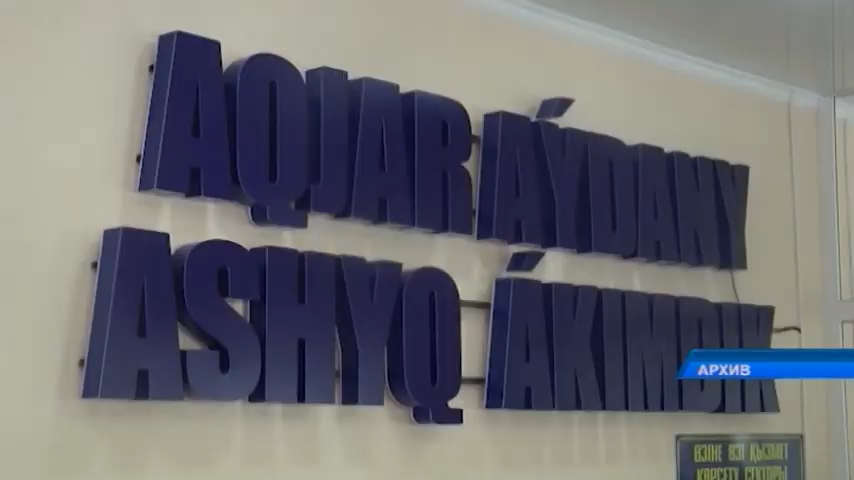 AQJAR AÝDANY
ASHYQ ÁKIMDIK
АРХИВ
ӨЗІНЕ ӨЗІ ҚЫЗМЕТ
КӨРСЕТУ СЕКТОРЫ